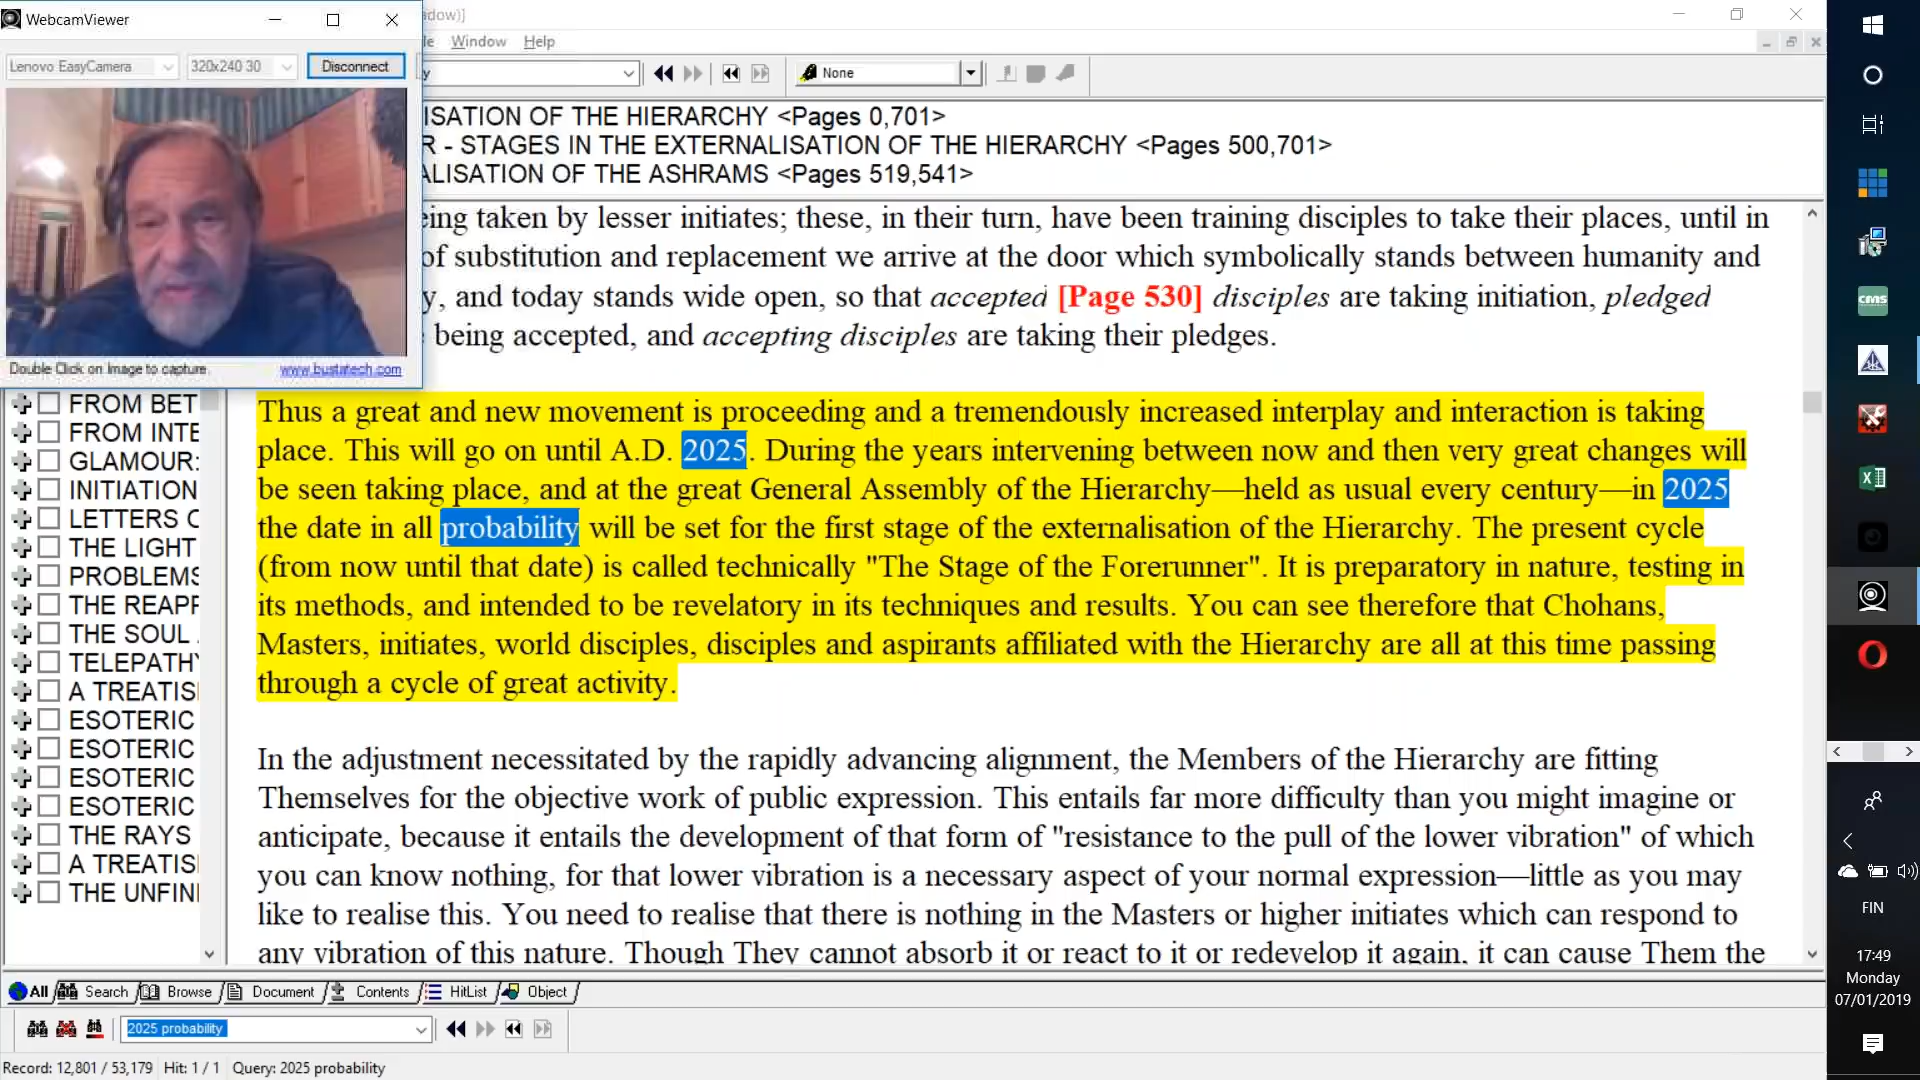 WebcamViewer
Lenovo EasyCamera
320x240 30
Disconnect
Double Click on Image to capture.
www.bustatech.com
adow)]
Window Help
None
ISATION OF THE HIERARCHY <Pages 0,701>
R - STAGES IN THE EXTERNALISATION OF THE HIERARCHY <Pages 500,701>
ALISATION OF THE ASHRAMS <Pages 519,541>
eing taken by lesser initiates; these, in their turn, have been training disciples to take their places, until in
of substitution and replacement we arrive at the door which symbolically stands between humanity and
y, and today stands wide open, so that accepted [Page 530] disciples are taking initiation, pledged
being accepted, and accepting disciples are taking their pledges.
Thus a great and new movement is proceeding and a tremendously increased interplay and interaction is taking
place. This will go on until A.D. 2025. During the years intervening between now and then very great changes will
be seen taking place, and at the great General Assembly of the Hierarchy—held as usual every century—in 2025
the date in all probability will be set for the first stage of the externalisation of the Hierarchy. The present cycle
(from now until that date) is called technically "The Stage of the Forerunner". It is preparatory in nature, testing in
its methods, and intended to be revelatory in its techniques and results. You can see therefore that Chohans,
Masters, initiates, world disciples, disciples and aspirants affiliated with the Hierarchy are all at this time passing
through a cycle of great activity.
In the adjustment necessitated by the rapidly advancing alignment, the Members of the Hierarchy are fitting
Themselves for the objective work of public expression. This entails far more difficulty than you might imagine or
anticipate, because it entails the development of that form of "resistance to the pull of the lower vibration" of which
you can know nothing, for that lower vibration is a necessary aspect of your normal expression—little as you may
like to realise this. You need to realise that there is nothing in the Masters or higher initiates which can respond to
any vibration of this nature. Though They cannot absorb it or react to it or redevelop it again, it can cause Them the
FROM BET
FROM INTE
GLAMOUR:
INITIATION
LETTERS O
THE LIGHT
PROBLEMS
THE REAPP
THE SOUL
TELEPATHY
A TREATIS
ESOTERIC
ESOTERIC
ESOTERIC
ESOTERIC
THE RAYS
A TREATIS
THE UNFIN
All Search Browse Document Contents HitList Object
2025 probability
Record: 12,801 / 53,179 Hit: 1 / 1 Query: 2025 probability
cms
FIN
17:49
Monday
07/01/2019